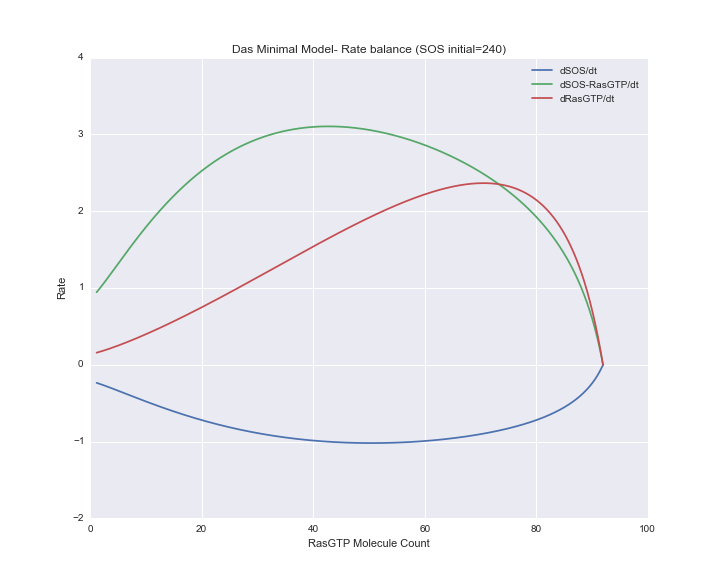 Das Minimal Model- Rate balance (SOS initial=240)
dSOS/dt
dSOS-RasGTP/dt
dRasGTP/dt
4
3
2
1
0
−1
−2
Rate
0
20
40
60
80
100
RasGTP Molecule Count